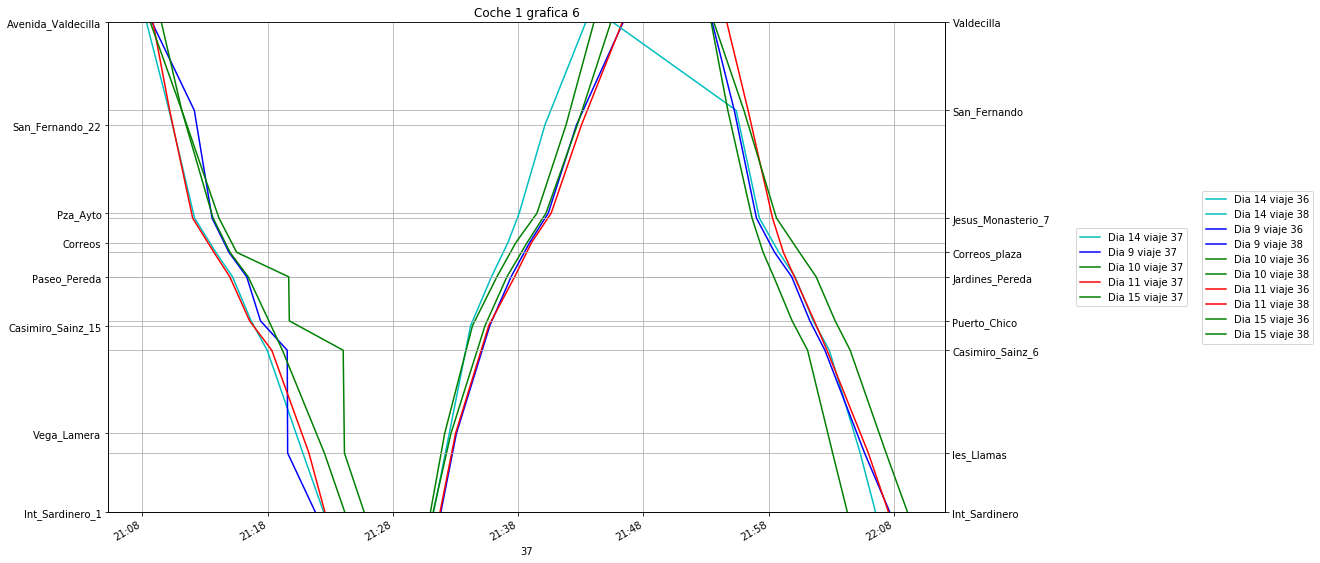 Coche 1 grafica 6
Avenida_Valdecilla
San_Fernando_22
Pza_Ayto
Correos
Paseo_Pereda
Casimiro_Sainz_15
Vega_Lamera
Int_Sardinero_1
Valdecilla
San_Fernando
Jesus_Monasterio_7
Correos_plaza
Jardines_Pereda
Puerto_Chico
Casimiro_Sainz_6
Ies_Llamas
Int_Sardinero
21:08
21:18
21:28
21:38
21:48
21:58
22:08
37
Dia 14 viaje 37
Dia 9 viaje 37
Dia 10 viaje 37
Dia 11 viaje 37
Dia 15 viaje 37
Dia 14 viaje 36
Dia 14 viaje 38
Dia 9 viaje 36
Dia 9 viaje 38
Dia 10 viaje 36
Dia 10 viaje 38
Dia 11 viaje 36
Dia 11 viaje 38
Dia 15 viaje 36
Dia 15 viaje 38